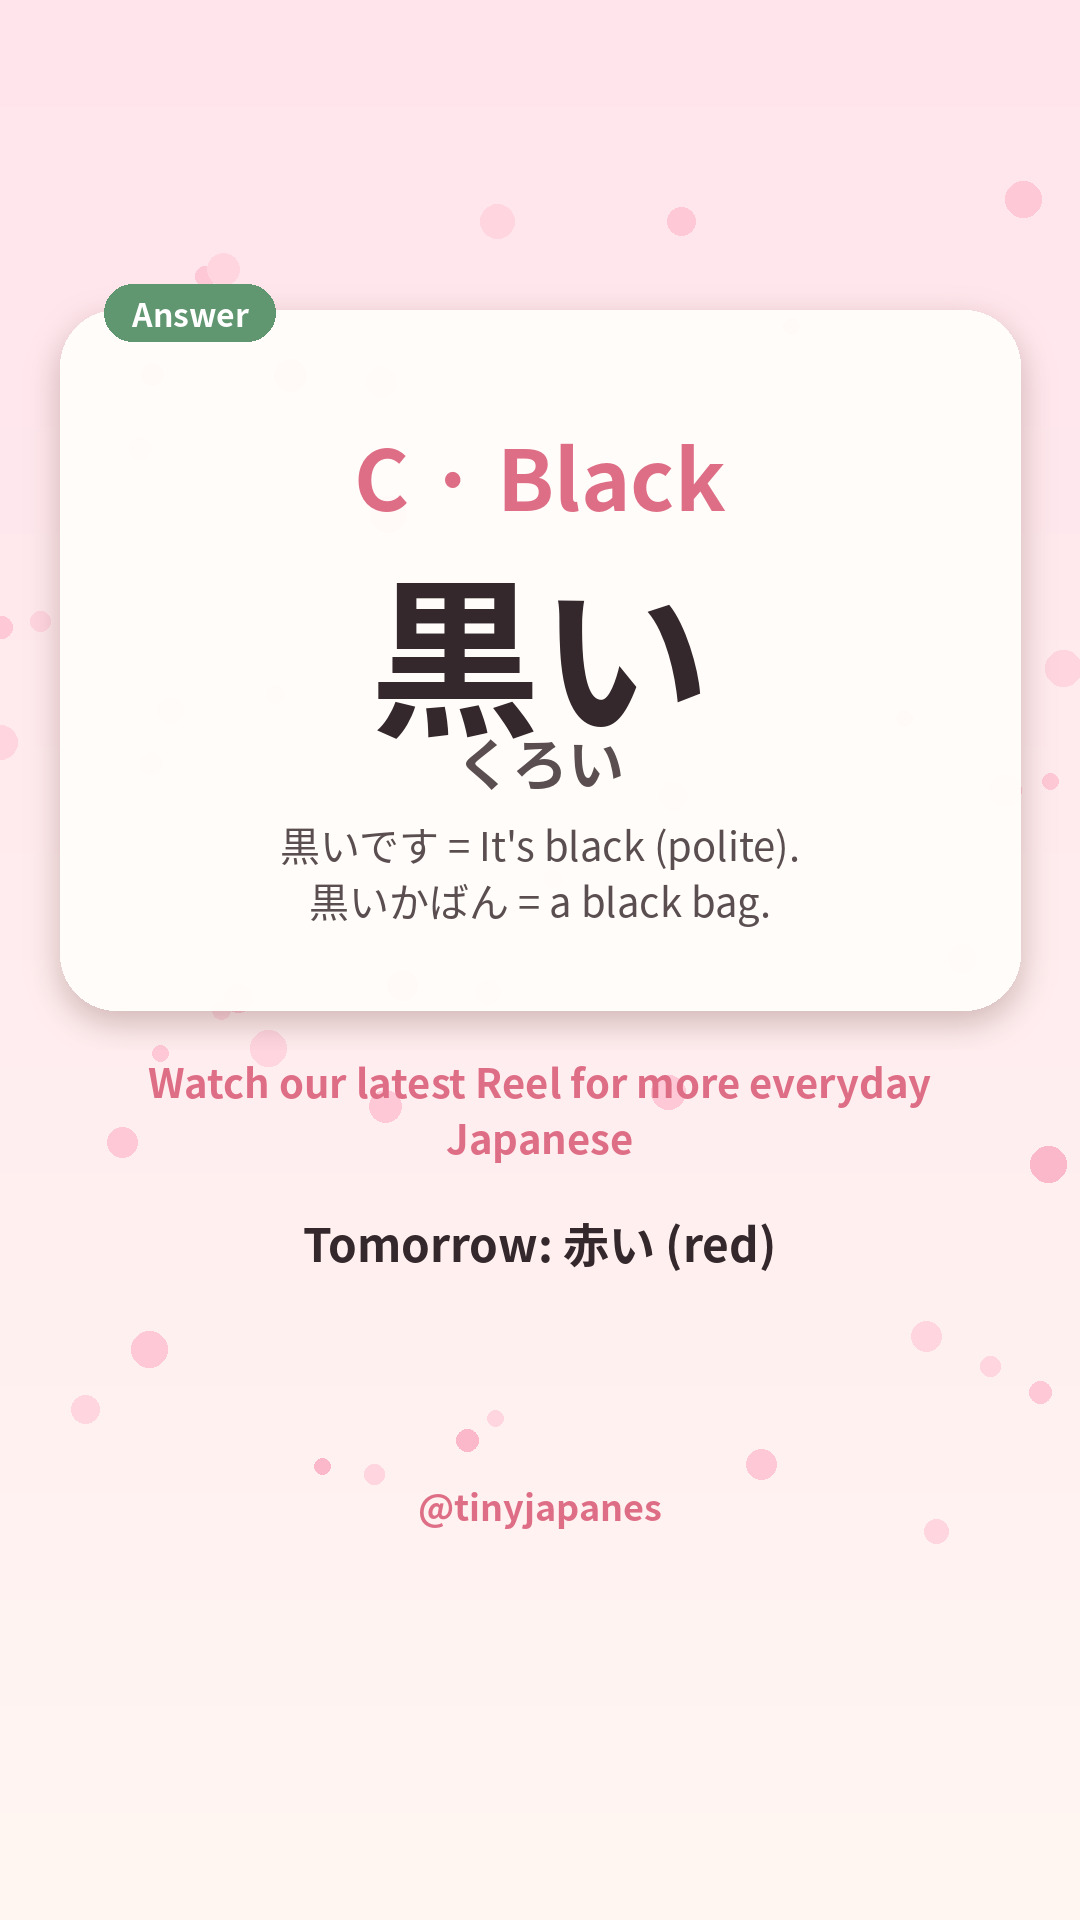 Answer
C · Black
黒い
くろい
黒いです = It's black (polite).
黒いかばん = a black bag.
Watch our latest Reel for more everyday
Japanese
Tomorrow: 赤い (red)
@tinyjapanes